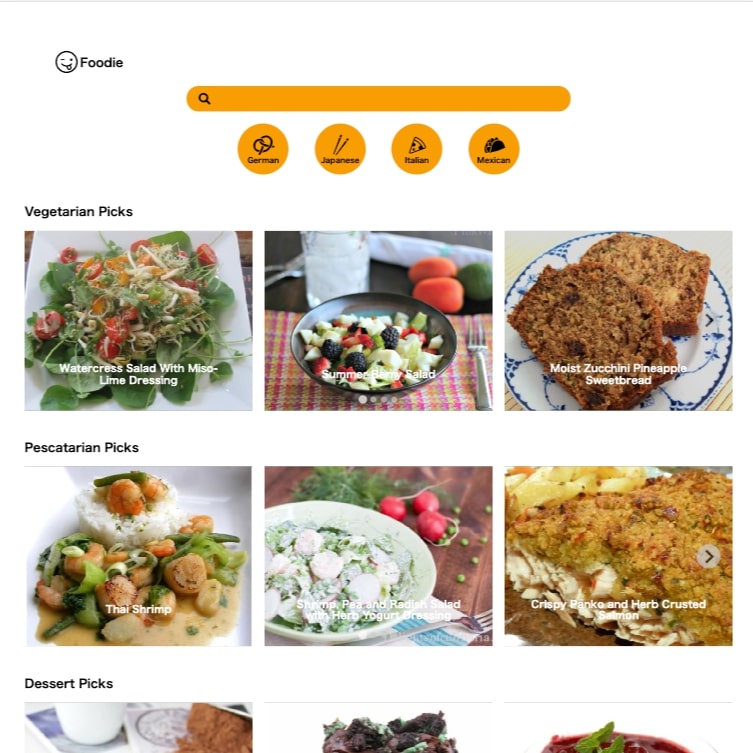 Foodie
German
Japanese
Italian
Mexican
Vegetarian Picks
Watercress Salad With Miso-
Lime Dressing
Summer Berry Salad
Moist Zucchini Pineapple
Sweetbread
Pescatarian Picks
Thai Shrimp
Shrimp, Pea and Radish Salad
with Herb Yogurt Dressing
Crispy Panko and Herb Crusted
Salmon
Dessert Picks